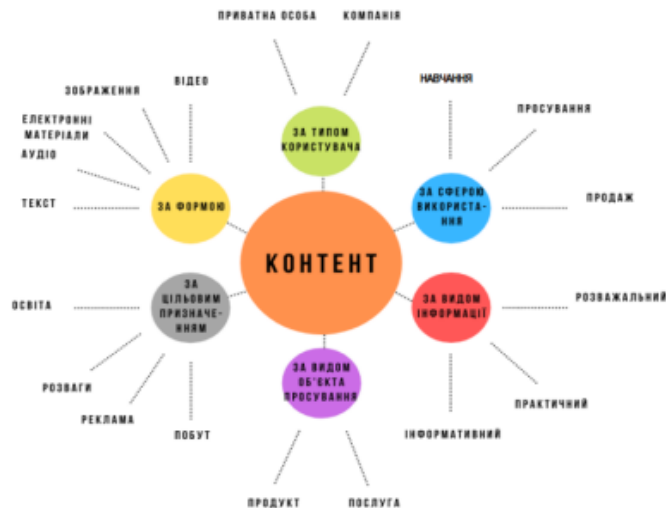 ПРИВАТНА ОСОБА
КОМПАНІЯ
НАВЧАННЯ
ВІДЕО
ЗОБРАЖЕННЯ
ЕЛЕКТРОННІ
МАТЕРІАЛИ
АУДІО
ТЕКСТ
ПРОСУВАННЯ
ПРОДАЖ
ЗА ТИПОМ
КОРИСТУВАЧА
ЗА ФОРМОЮ
ЗА СФЕРОЮ
ВИКОРИСТА-
ННЯ
КОНТЕНТ
ЗА
ЦІЛЬОВИМ
ПРИЗНАЧЕ-
ННЯМ
ЗА ВИДОМ
ІНФОРМАЦІЇ
ЗА ВИДОМ
ОБ'ЄКТА
ПРОСУВАННЯ
ОСВІТА
РОЗВАГИ
РЕКЛАМА
ПОБУТ
РОЗВАЖАЛЬНИЙ
ПРАКТИЧНИЙ
ІНФОРМАТИВНИЙ
ПРОДУКТ
ПОСЛУГА